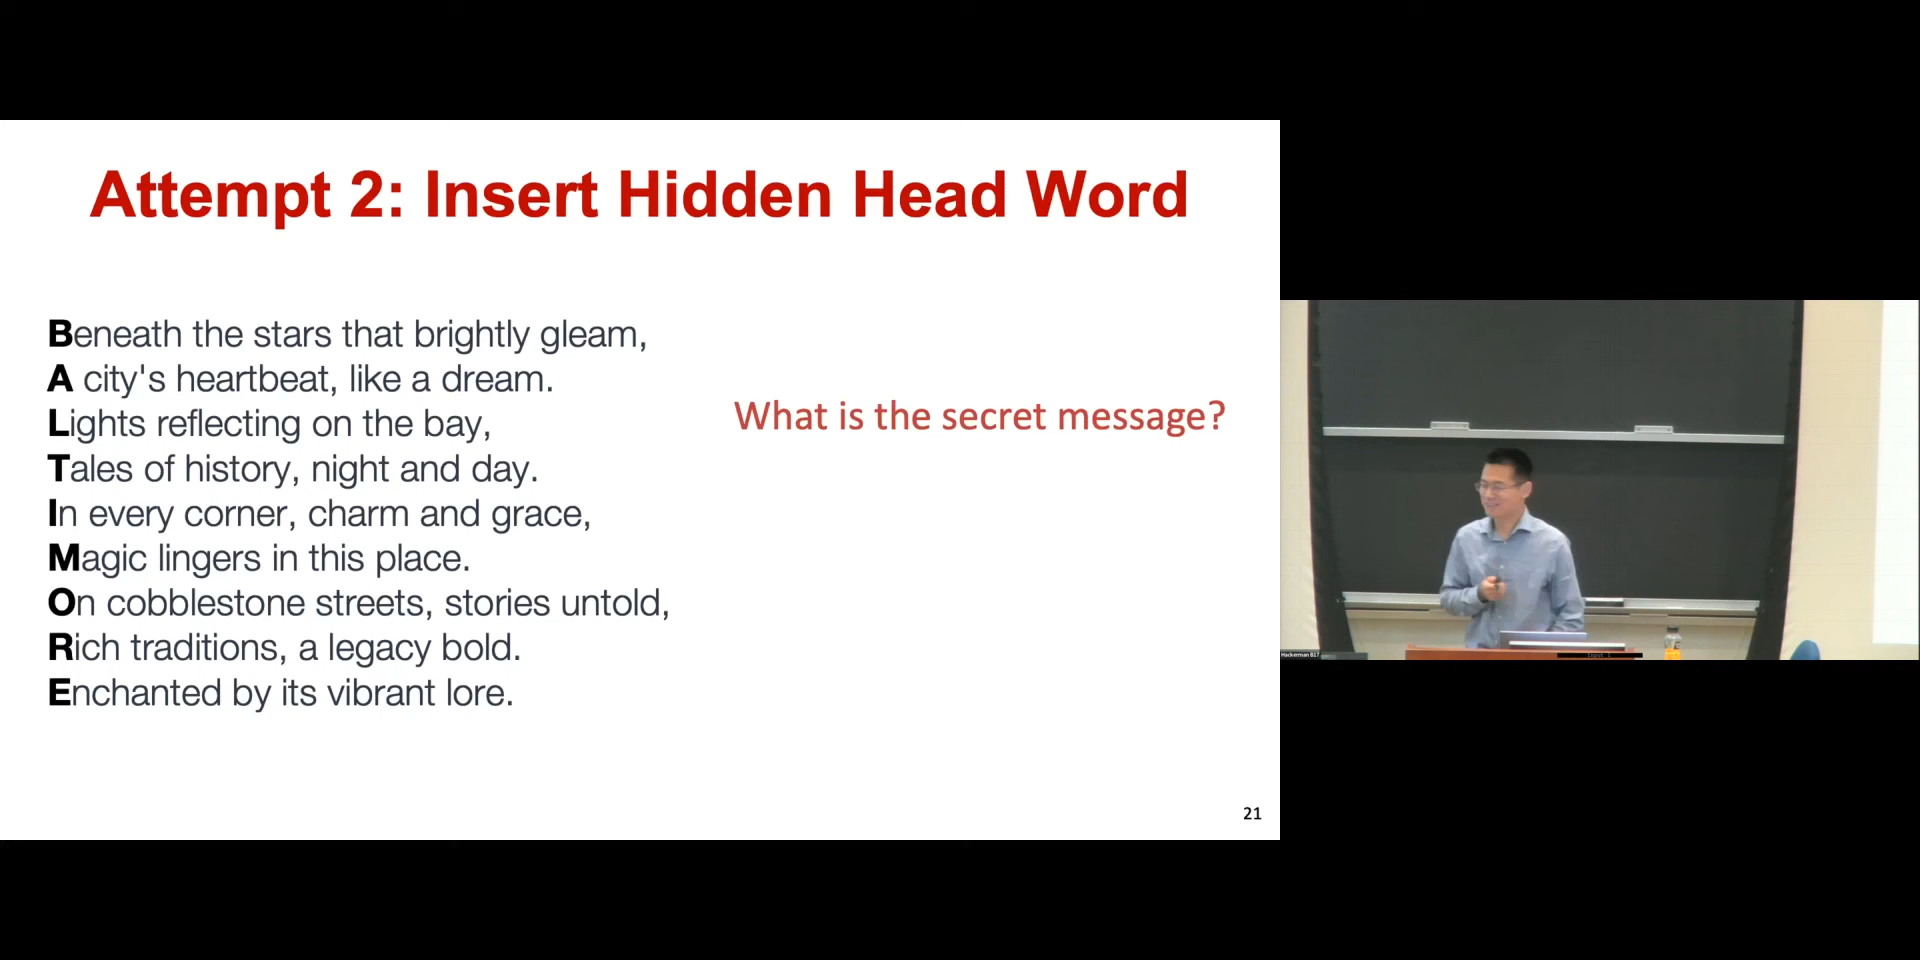 Attempt 2: Insert Hidden Head Word
Beneath the stars that brightly gleam,
A city's heartbeat, like a dream.
Lights reflecting on the bay,
Tales of history, night and day.
In every corner, charm and grace,
Magic lingers in this place.
On cobblestone streets, stories untold,
Rich traditions, a legacy bold.
Enchanted by its vibrant lore.
What is the secret message?
21
Hackerman B17